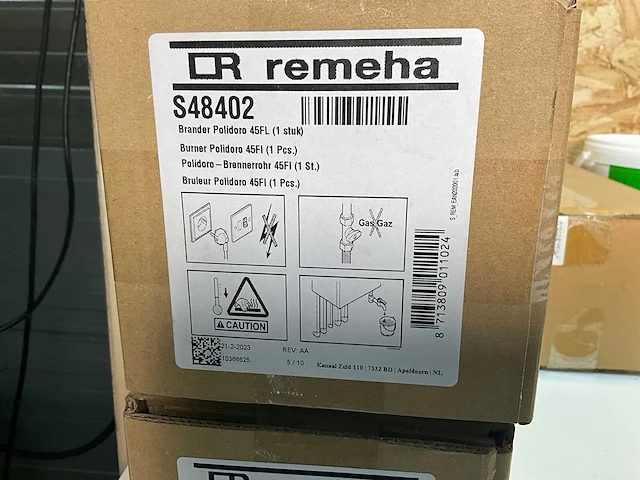 remeha
S48402
Brander Polidoro 45FL (1 stuk)
Burner Polidoro 45Fl (1 Pcs.)
Polidoro-Brennerrohr 45Fl (1 St.)
Bruleur Polidoro 45Fl (1 Pcs.)
Gas Gaz
CAUTION
21-2-2023
10366625
REV: AA
5 / 10
Kanaal Zuid 110 | 7332 BD | Apeldoorn | NL
8 713809 011024
remeha